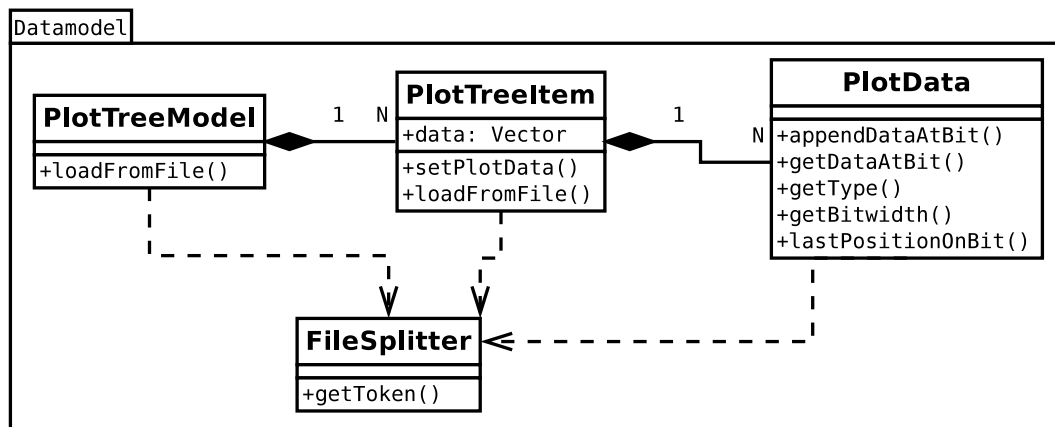 Datamodel
PlotTreeModel
+loadFromFile()
1
N
PlotTreeItem
+data: Vector
+setPlotData()
+loadFromFile()
1
N
PlotData
+appendDataAtBit()
+getDataAtBit()
+getType()
+getBitwidth()
+lastPositionOnBit()
FileSplitter
+getToken()